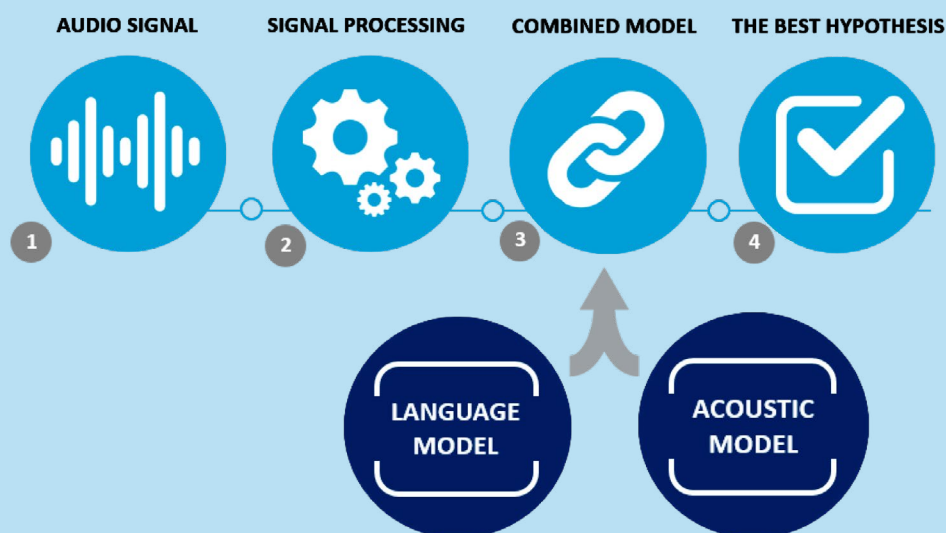 AUDIO SIGNAL
SIGNAL PROCESSING
COMBINED MODEL
THE BEST HYPOTHESIS
1
2
3
4
LANGUAGE
MODEL
ACOUSTIC
MODEL